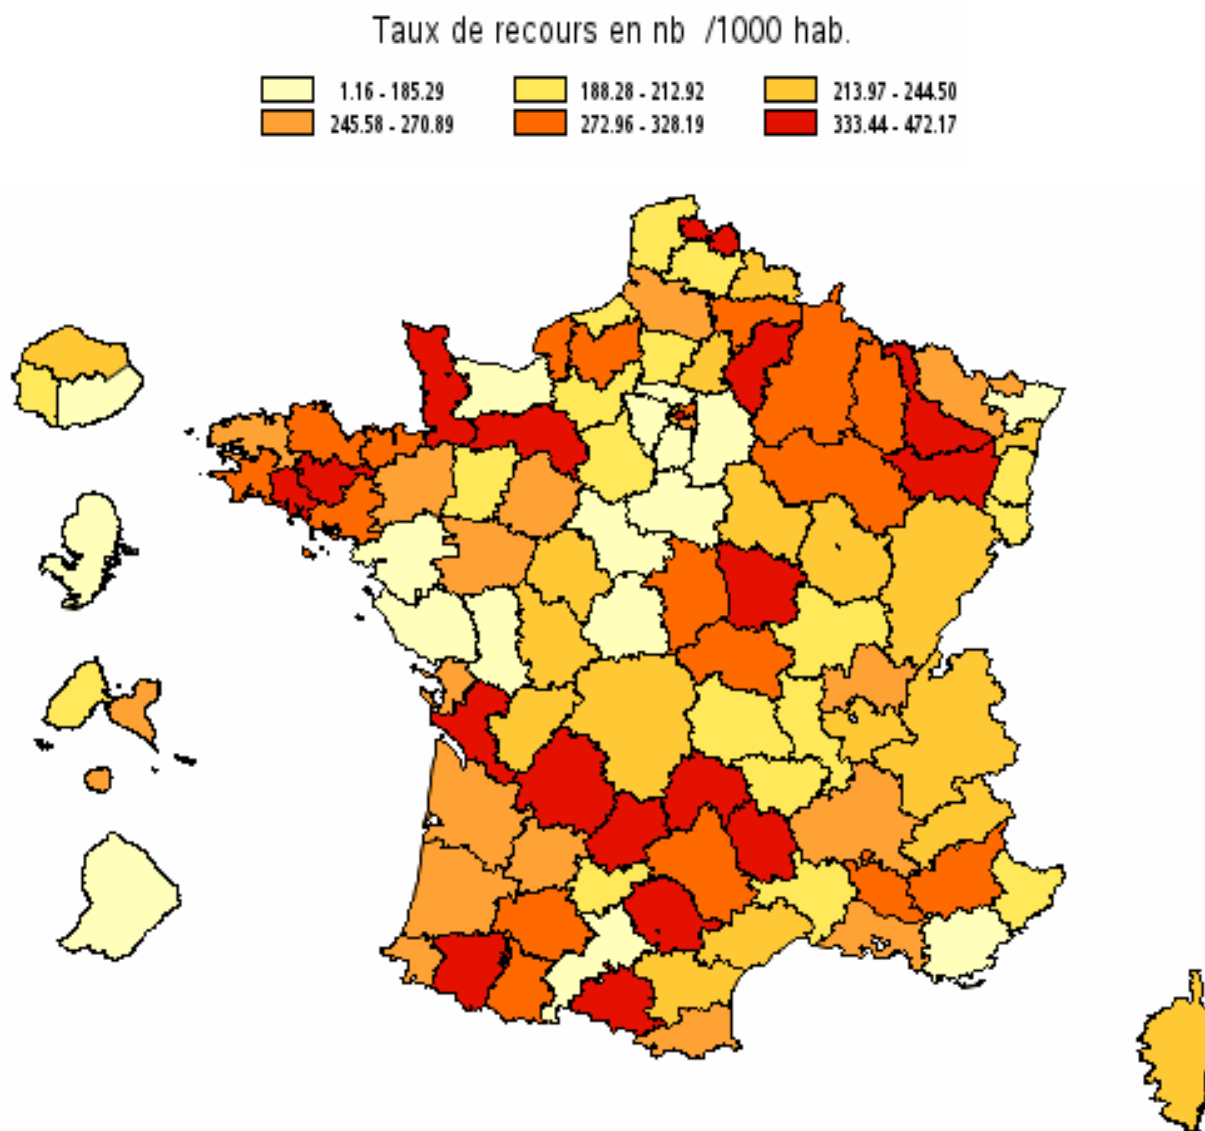 Taux de recours en nb /1000 hab.
1.16 - 185.29 188.28 - 212.92 213.97 - 244.50
245.58 - 270.89 272.96 - 328.19 333.44 - 472.17